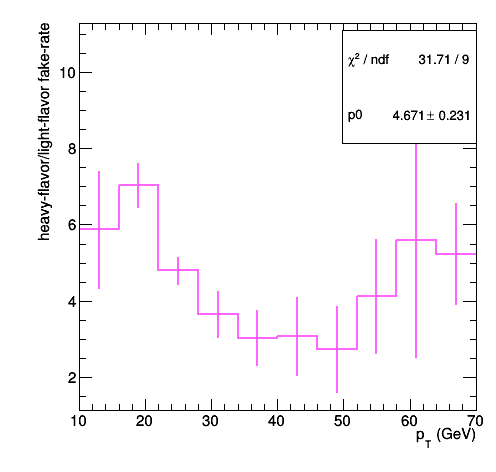 heavy-flavor/light-flavor fake-rate
χ² / ndf 31.71 / 9
p0 4.671 ± 0.231
10
8
6
4
2
10 20 30 40 50 60 70
p_T (GeV)